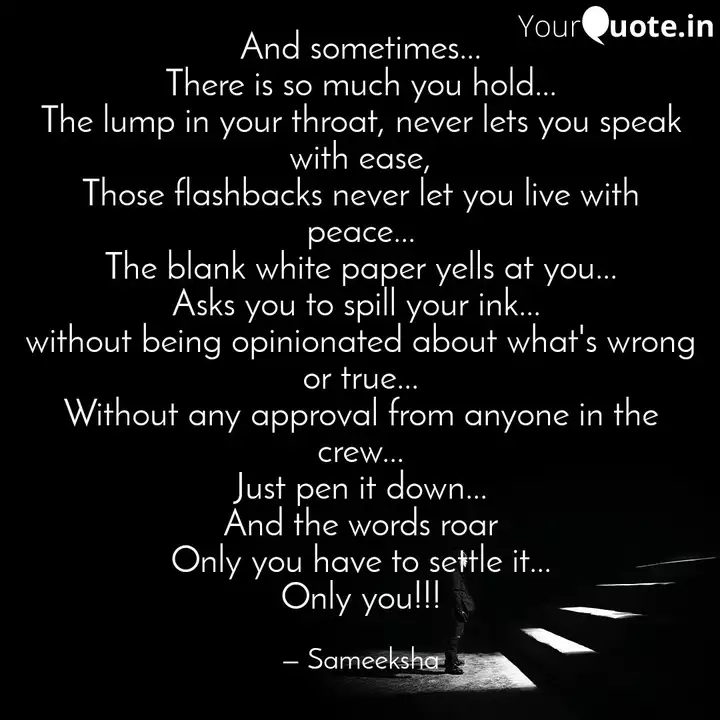 YourQuote.in
And sometimes...
There is so much you hold...
The lump in your throat, never lets you speak
with ease,
Those flashbacks never let you live with
peace...
The blank white paper yells at you...
Asks you to spill your ink...
without being opinionated about what's wrong
or true...
Without any approval from anyone in the
crew...
Just pen it down...
And the words roar
Only you have to settle it...
Only you!!!
– Sameeksha